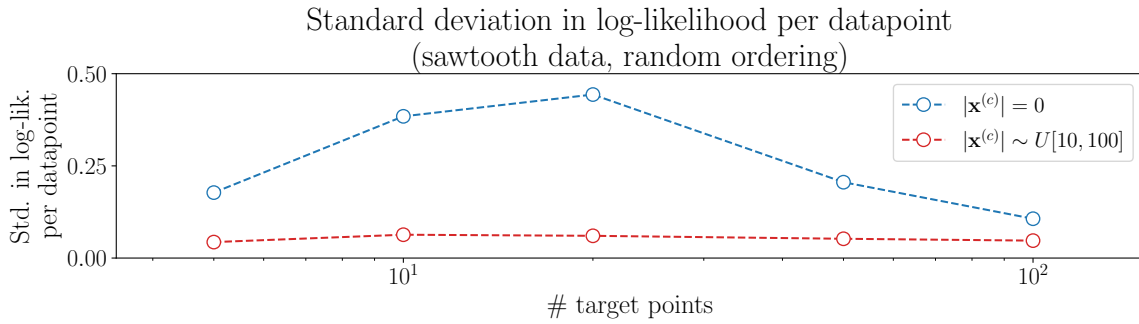 Standard deviation in log-likelihood per datapoint
(sawtooth data, random ordering)
Std. in log-lik.
per datapoint
0.50
0.25
0.00
|x^(c)| = 0
|x^(c)| ∼ U[10, 100]
10^1
10^2
# target points